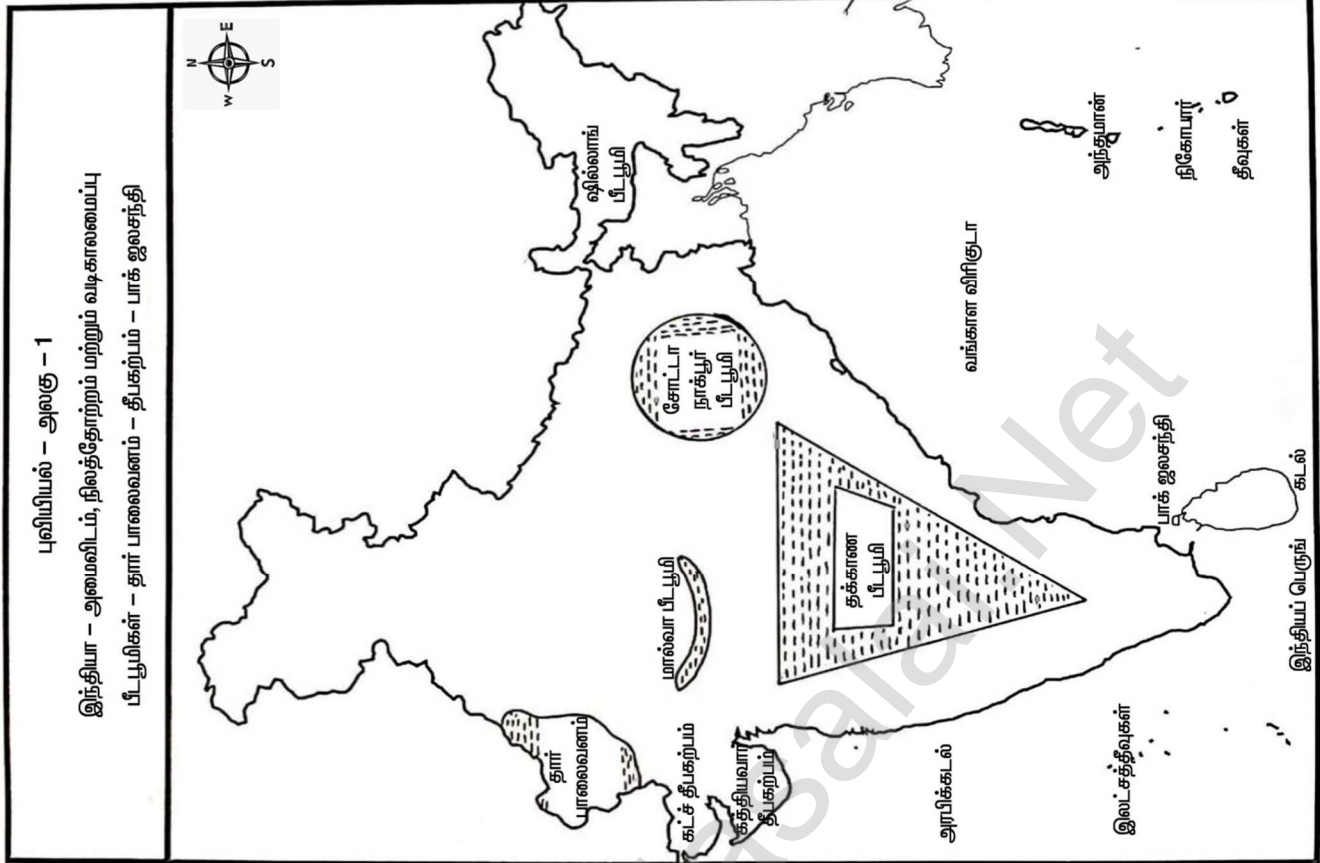 புவியியல் – அலகு – 1
இந்தியா – அமைவிடம், நிலத்தோற்றம் மற்றும் வடிகாலமைப்பு
பீடபூமிகள் – தார் பாலைவனம் – தீபகற்பம் – பாக் ஜலசந்தி
N
E
S
W
ஷில்லாங்
பீடபூமி
சோட்டா
நாக்பூர்
பீடபூமி
மால்வா பீடபூமி
தார்
பாலைவனம்
கட்ச் தீபகற்பம்
கத்தியவார்
தீபகற்பம்
தக்காண
பீடபூமி
வங்காள விரிகுடா
அந்தமான்
நிகோபார்
தீவுகள்
அரபிக்கடல்
இலட்சத்தீவுகள்
பாக் ஜலசந்தி
இந்தியப் பெருங்
கடல்